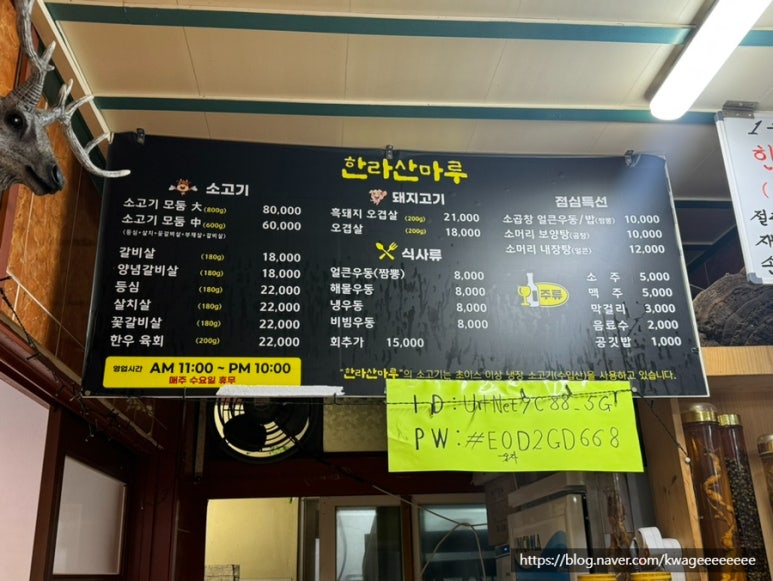 한라산마루
소고기
소고기 모둠 大 (800g) 80,000
소고기 모둠 中 (600g) 60,000
갈비살 (180g) 18,000
양념갈비살 (180g) 18,000
등심 (180g) 22,000
살치살 (180g) 22,000
꽃갈비살 (180g) 22,000
한우 육회 (200g) 22,000
영업시간 AM 11:00 ~ PM 10:00
매주 수요일 휴무
돼지고기
흑돼지 오겹살 (200g) 21,000
오겹살 (200g) 18,000
식사류
얼큰우동(짬뽕) 8,000
해물우동 8,000
냉우동 8,000
비빔우동 8,000
회추가 15,000
점심특선
소곱창 얼큰우동/밥(짬뽕) 10,000
소머리 보양탕(곰탕) 10,000
소머리 내장탕(얼큰) 12,000
주류
소 주 5,000
맥 주 5,000
막걸리 3,000
음료수 2,000
공깃밥 1,000
"한라산마루"의 소고기는 초이스 이상 냉장 소고기(수입산)을 사용하고 있습니다.
PW:#E0D2GD668
https://blog.naver.com/kwageeeeeeee